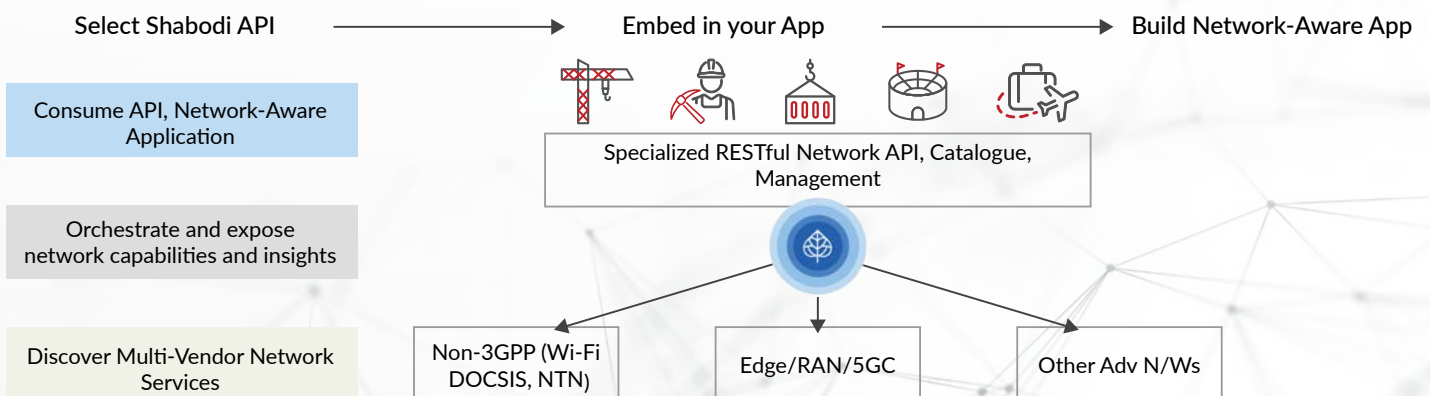 Select Shabodi API
Embed in your App
Build Network-Aware App
Consume API, Network-Aware
Application
Specialized RESTful Network API, Catalogue,
Management
Orchestrate and expose
network capabilities and insights
Discover Multi-Vendor Network
Services
Non-3GPP (Wi-Fi
DOCSIS, NTN)
Edge/RAN/5GC
Other Adv N/Ws